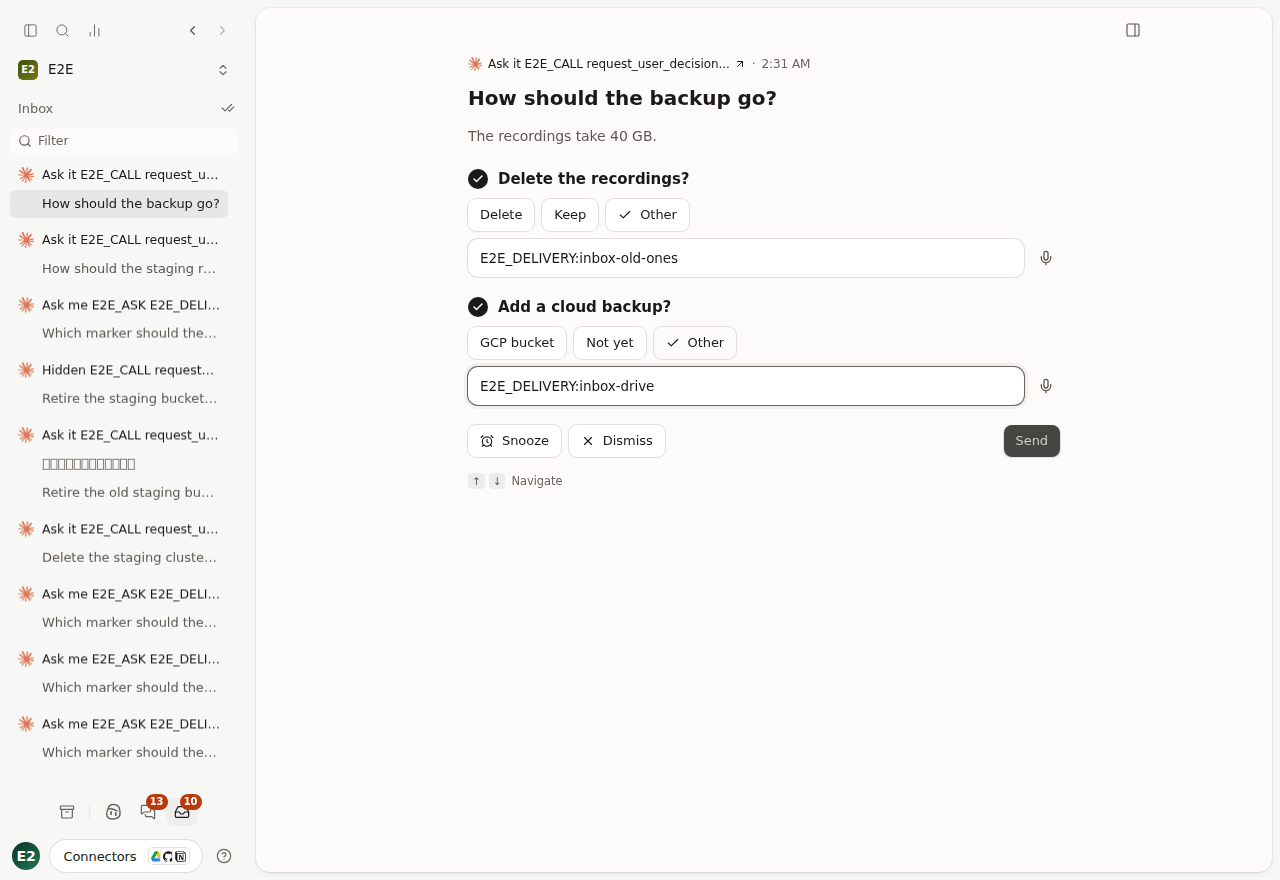 E2 E2E
Inbox
Filter
Ask it E2E_CALL request_u...
How should the backup go?
Ask it E2E_CALL request_u...
How should the staging r...
Ask me E2E_ASK E2E_DELI...
Which marker should the...
Hidden E2E_CALL request...
Retire the staging bucket...
Ask it E2E_CALL request_u...
Retire the old staging bu...
Ask it E2E_CALL request_u...
Delete the staging cluste...
Ask me E2E_ASK E2E_DELI...
Which marker should the...
Ask me E2E_ASK E2E_DELI...
Which marker should the...
Ask me E2E_ASK E2E_DELI...
Which marker should the...
13 10
E2 Connectors
Ask it E2E_CALL request_user_decision... · 2:31 AM
How should the backup go?
The recordings take 40 GB.
Delete the recordings?
Delete Keep Other
E2E_DELIVERY:inbox-old-ones
Add a cloud backup?
GCP bucket Not yet Other
E2E_DELIVERY:inbox-drive
Snooze Dismiss Send
↑ ↓ Navigate